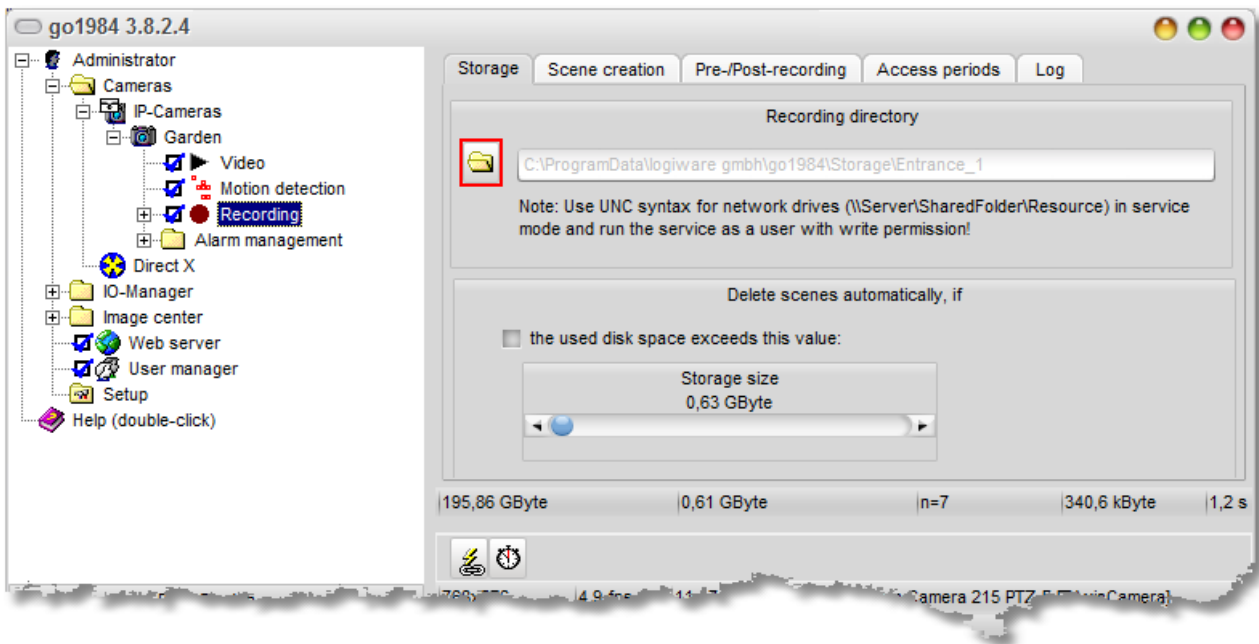 go1984 3.8.2.4
Administrator
Cameras
IP-Cameras
Garden
Video
Motion detection
Recording
Alarm management
Direct X
IO-Manager
Image center
Web server
User manager
Setup
Help (double-click)
Storage Scene creation Pre-/Post-recording Access periods Log
Recording directory
C:\ProgramData\logiware gmbh\go1984\Storage\Entrance_1
Note: Use UNC syntax for network drives (\\Server\SharedFolder\Resource) in service
mode and run the service as a user with write permission!
Delete scenes automatically, if
the used disk space exceeds this value:
Storage size
0,63 GByte
195,86 GByte 0,61 GByte n=7 340,6 kByte 1,2 s
4,9 fps Camera 215 PTZ